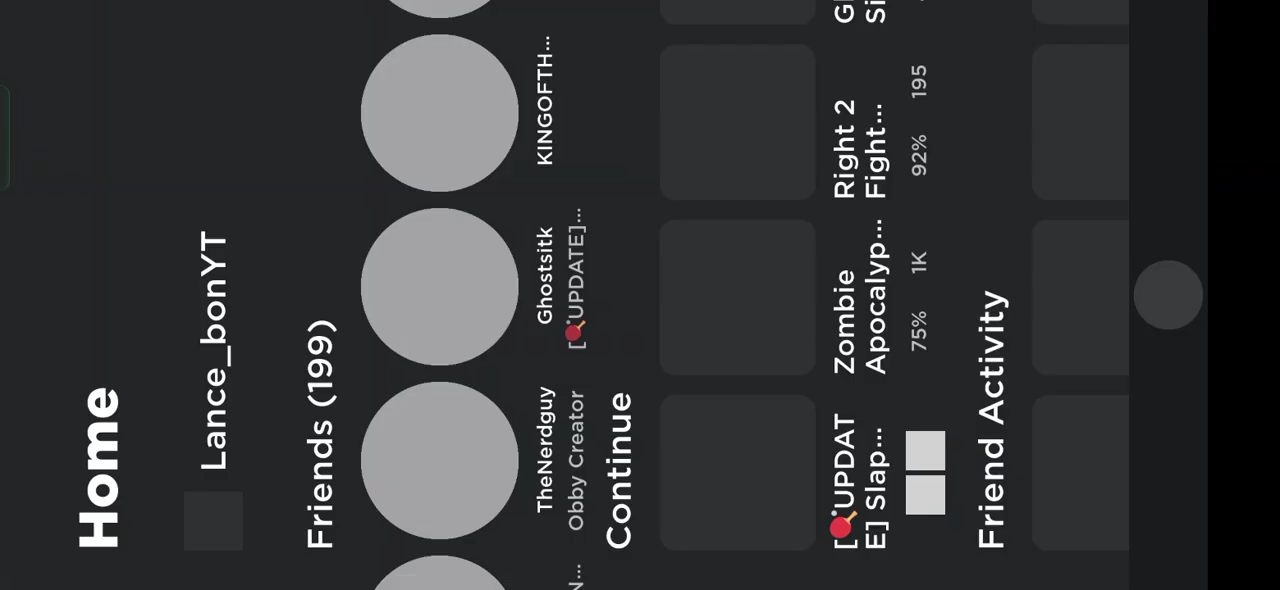 Home
Lance_bonYT
Friends (199)
N...
TheNerdguy
Obby Creator
Ghostsitk
[🏓UPDATE]...
KINGOFTH...
Continue
[🏓UPDAT
E] Slap...
Zombie
Apocalyp...
75% 1K
Right 2
Fight...
92% 195
Si
Friend Activity